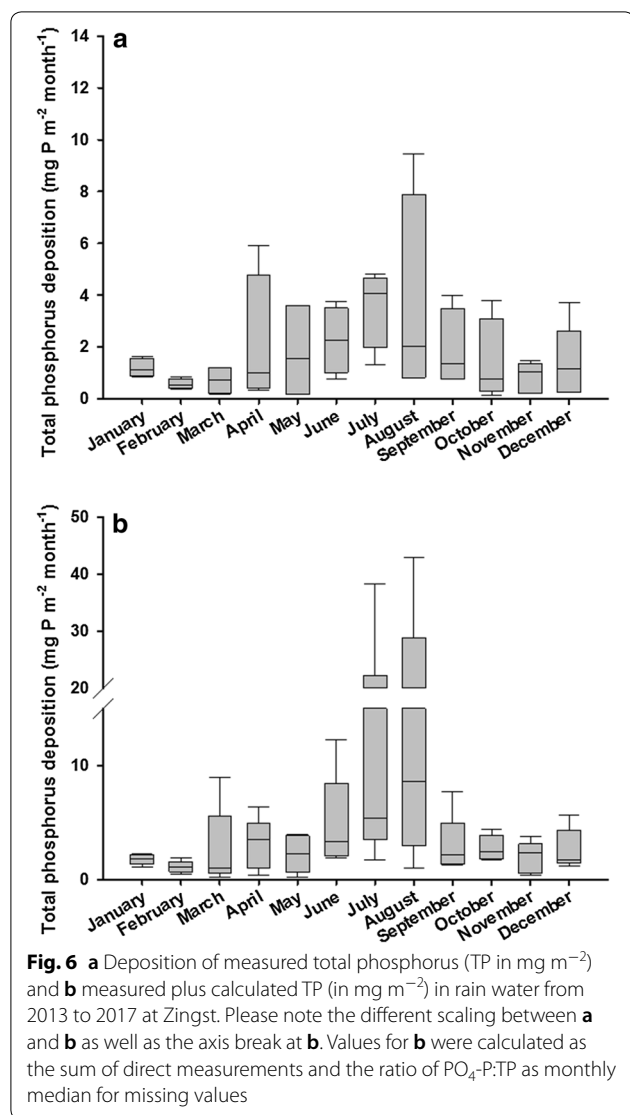 a
Total phosphorus deposition (mg P m⁻² month⁻¹)
14
12
10
8
6
4
2
0
January
February
March
April
May
June
July
August
September
October
November
December
b
Total phosphorus deposition (mg P m⁻² month⁻¹)
50
40
30
20
10
0
January
February
March
April
May
June
July
August
September
October
November
December
Fig. 6 a Deposition of measured total phosphorus (TP in mg m⁻²)
and b measured plus calculated TP (in mg m⁻²) in rain water from
2013 to 2017 at Zingst. Please note the different scaling between a
and b as well as the axis break at b. Values for b were calculated as
the sum of direct measurements and the ratio of PO₄-P:TP as monthly
median for missing values